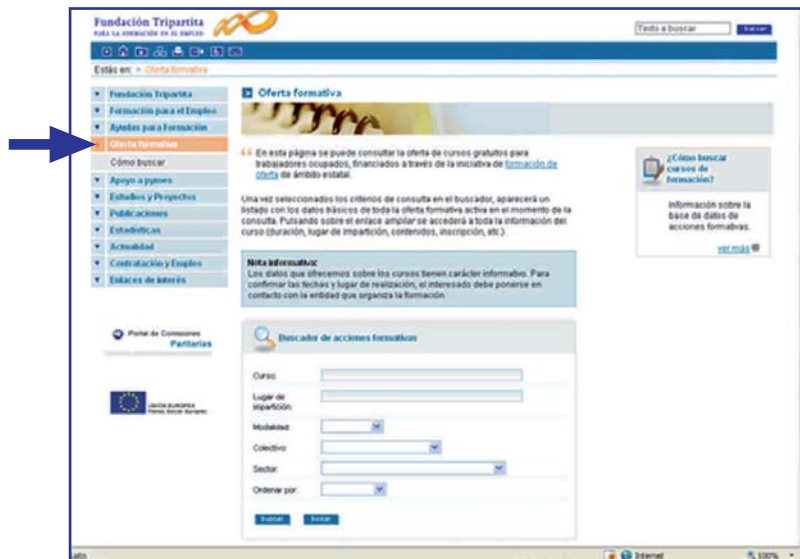 Fundación Tripartita
PARA LA FORMACIÓN EN EL EMPLEO
Texto a buscar
buscar
Estás en: > Oferta formativa
Fundación Tripartita
Formación para el Empleo
Ayudas para Formación
Oferta formativa
Cómo buscar
Apoyo a pymes
Estudios y Proyectos
Publicaciones
Estadísticas
Actualidad
Contratación y Empleo
Enlaces de interés
Portal de Comisiones
Paritarias
UNIÓN EUROPEA
Fondo Social Europeo
Oferta formativa
En esta página se puede consultar la oferta de cursos gratuitos para
trabajadores ocupados, financiados a través de la iniciativa de formación de
oferta de ámbito estatal.
Una vez seleccionados los criterios de consulta en el buscador, aparecerá un
listado con los datos básicos de toda la oferta formativa activa en el momento de la
consulta. Pulsando sobre el enlace ampliar se accederá a toda la información del
curso (duración, lugar de impartición, contenidos, inscripción, etc.)
Nota informativa:
Los datos que ofrecemos sobre los cursos tienen carácter informativo. Para
confirmar las fechas y lugar de realización, el interesado debe ponerse en
contacto con la entidad que organiza la formación.
Buscador de acciones formativas
Curso:
Lugar de
impartición:
Modalidad:
Colectivo:
Sector:
Ordenar por:
buscar
borrar
¿Cómo buscar
cursos de
formación?
Información sobre la
base de datos de
acciones formativas.
ver más
Listo
Internet
100%